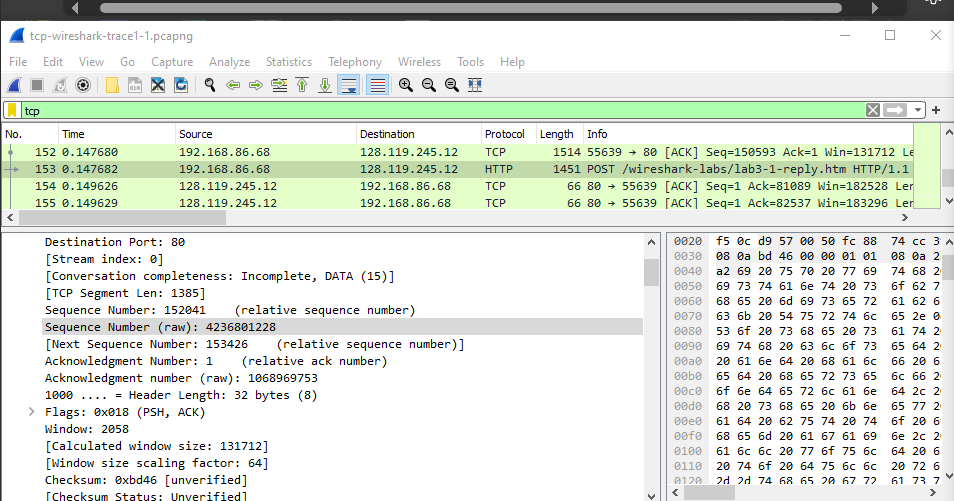 tcp-wireshark-trace1-1.pcapng
File Edit View Go Capture Analyze Statistics Telephony Wireless Tools Help
tcp
No. Time Source Destination Protocol Length Info
152 0.147680 192.168.86.68 128.119.245.12 TCP 1514 55639 → 80 [ACK] Seq=150593 Ack=1 Win=131712 Le
153 0.147682 192.168.86.68 128.119.245.12 HTTP 1451 POST /wireshark-labs/lab3-1-reply.htm HTTP/1.1
154 0.149626 128.119.245.12 192.168.86.68 TCP 66 80 → 55639 [ACK] Seq=1 Ack=81089 Win=182528 Ler
155 0.149629 128.119.245.12 192.168.86.68 TCP 66 80 → 55639 [ACK] Seq=1 Ack=82537 Win=183296 Ler
Destination Port: 80
[Stream index: 0]
[Conversation completeness: Incomplete, DATA (15)]
[TCP Segment Len: 1385]
Sequence Number: 152041 (relative sequence number)
Sequence Number (raw): 4236801228
[Next Sequence Number: 153426 (relative sequence number)]
Acknowledgment Number: 1 (relative ack number)
Acknowledgment number (raw): 1068969753
1000 .... = Header Length: 32 bytes (8)
Flags: 0x018 (PSH, ACK)
Window: 2058
[Calculated window size: 131712]
[Window size scaling factor: 64]
Checksum: 0xbd46 [unverified]
[Checksum Status: Unverified]
0020 f5 0c d9 57 00 50 fc 88 74 cc 3
0030 08 0a bd 46 00 00 01 01 08 0a 2
0040 a2 69 20 75 70 20 77 69 74 68 2
0050 69 73 74 61 6e 74 20 73 6f 62 7
0060 68 65 20 6d 69 73 65 72 61 62 6
0070 63 6b 20 54 75 72 74 6c 65 2e 0
0080 53 6f 20 73 68 65 20 73 61 74 2
0090 69 74 68 20 63 6c 6f 73 65 64 2
00a0 20 61 6e 64 20 68 61 6c 66 20 6
00b0 65 64 20 68 65 72 73 65 6c 66 2
00c0 6f 6e 64 65 72 6c 61 6e 64 2c 2
00d0 68 20 73 68 65 20 6b 6e 65 77 2
00e0 61 64 20 62 75 74 20 74 6f 20 6
00f0 68 65 6d 20 61 67 61 69 6e 2c 2
0100 61 6c 6c 20 77 6f 75 6c 64 20 6
0110 20 74 6f 20 64 75 6c 6c 20 72 6
0120 2d 2d 74 68 65 20 67 72 61 73 7